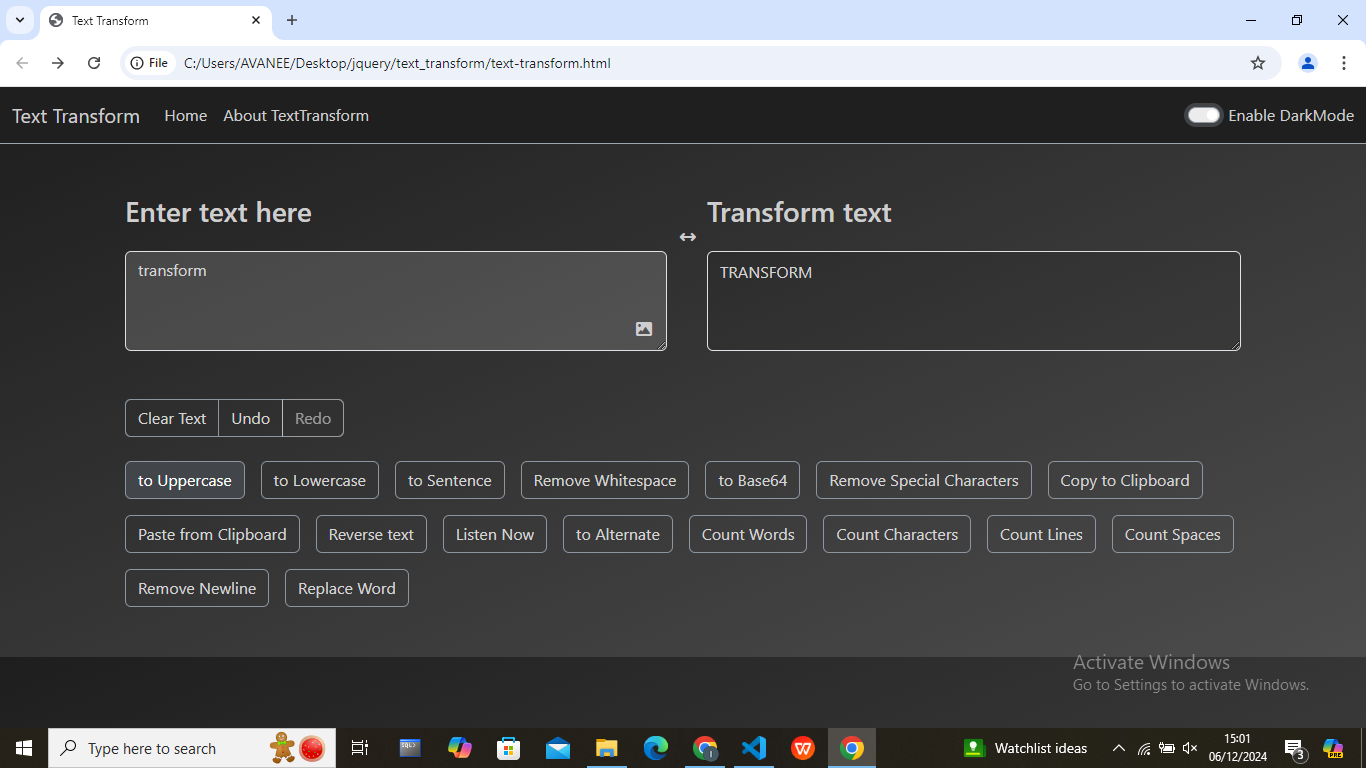 Text Transform
File C:/Users/AVANEE/Desktop/jquery/text_transform/text-transform.html
Text Transform Home About TextTransform Enable DarkMode
Enter text here
transform
Transform text
TRANSFORM
Clear Text Undo Redo
to Uppercase to Lowercase to Sentence Remove Whitespace to Base64 Remove Special Characters Copy to Clipboard
Paste from Clipboard Reverse text Listen Now to Alternate Count Words Count Characters Count Lines Count Spaces
Remove Newline Replace Word
Activate Windows
Go to Settings to activate Windows.
Type here to search
SQL
W
Watchlist ideas
15:01
06/12/2024
3
PRE